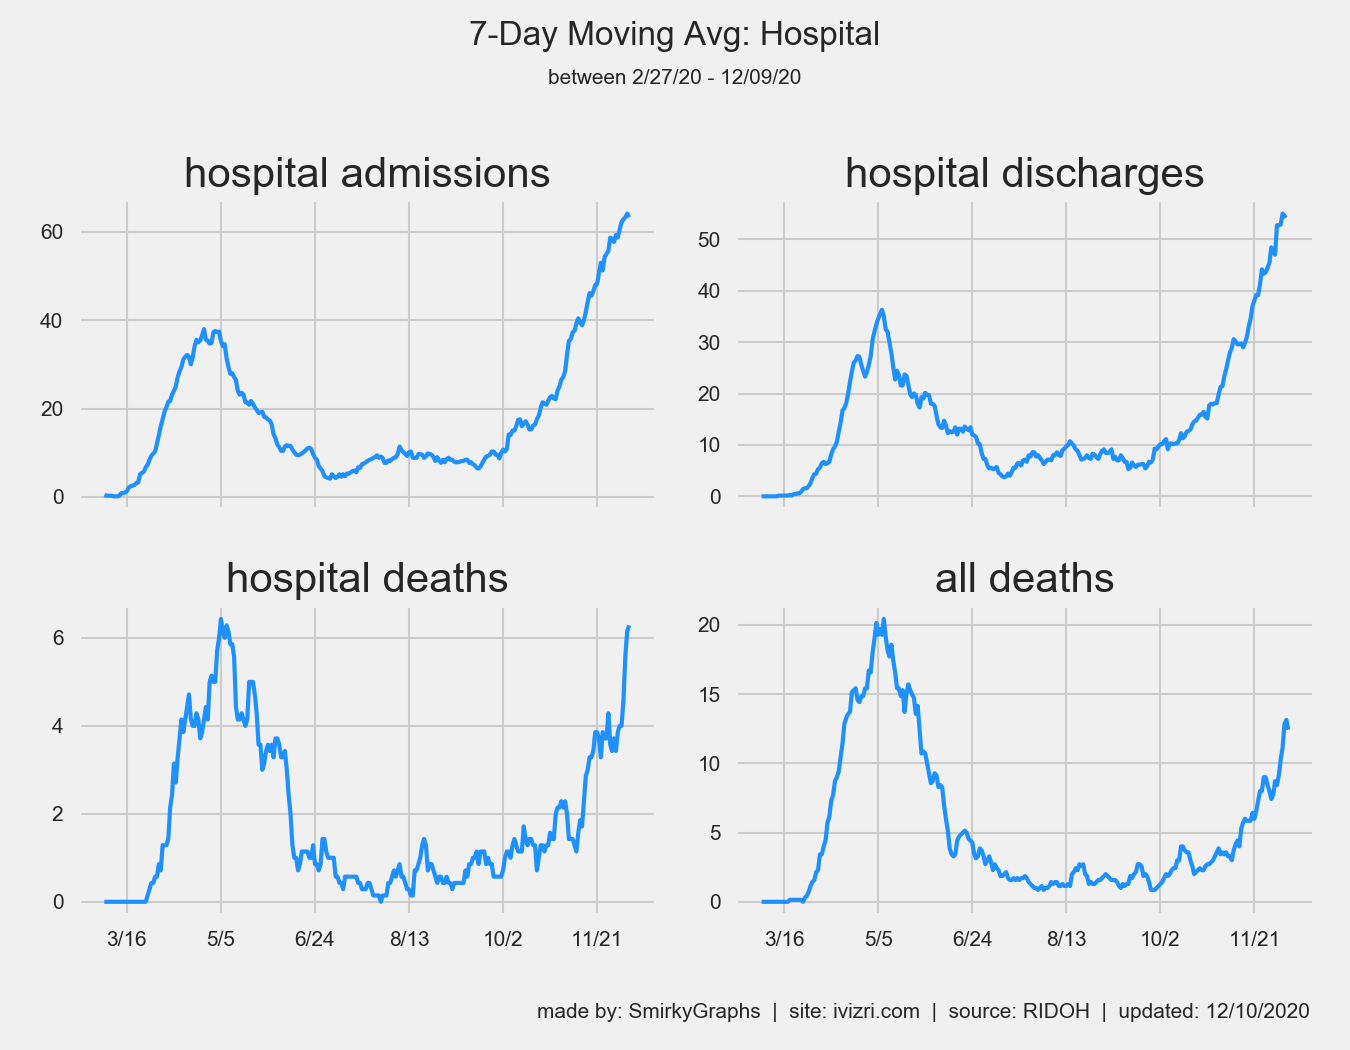 7-Day Moving Avg: Hospital
between 2/27/20 - 12/09/20
hospital admissions
hospital discharges
60
40
20
0
50
40
30
20
10
0
hospital deaths
all deaths
6
4
2
0
20
15
10
5
0
3/16 5/5 6/24 8/13 10/2 11/21
3/16 5/5 6/24 8/13 10/2 11/21
made by: SmirkyGraphs | site: ivizri.com | source: RIDOH | updated: 12/10/2020